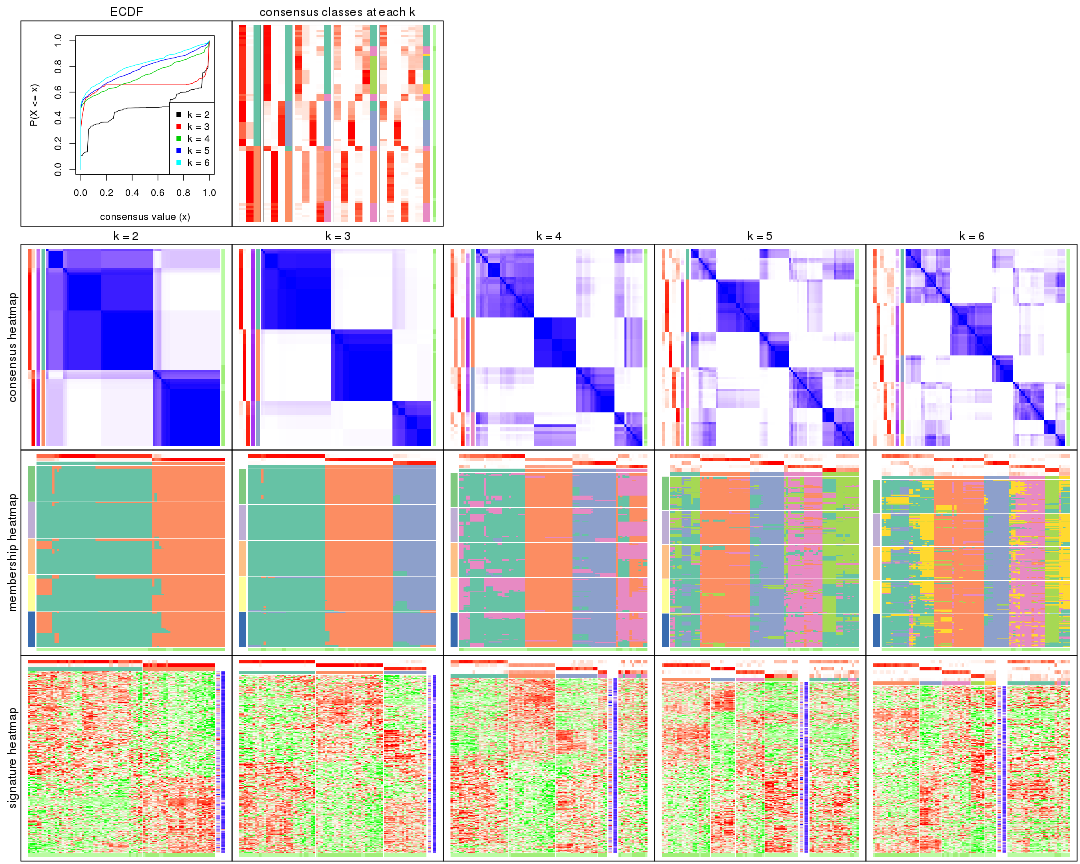 ECDF
consensus classes at each k
P(X <= x)
0.0 0.2 0.4 0.6 0.8 1.0
k = 2
k = 3
k = 4
k = 5
k = 6
0.0 0.2 0.4 0.6 0.8 1.0
consensus value (x)
k = 2
k = 3
k = 4
k = 5
k = 6
consensus heatmap
membership heatmap
signature heatmap